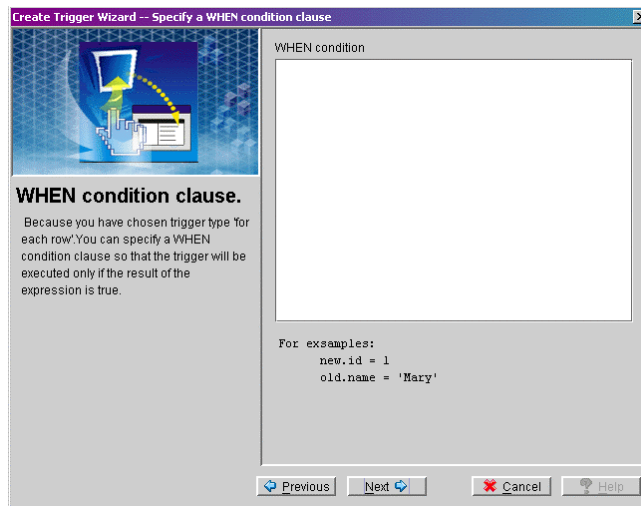 Create Trigger Wizard -- Specify a WHEN condition clause
WHEN condition
WHEN condition clause.
Because you have chosen trigger type 'for
each row'.You can specify a WHEN
condition clause so that the trigger will be
executed only if the result of the
expression is true.
For exsamples:
new.id = 1
old.name = 'Mary'
Previous
Next
Cancel
Help